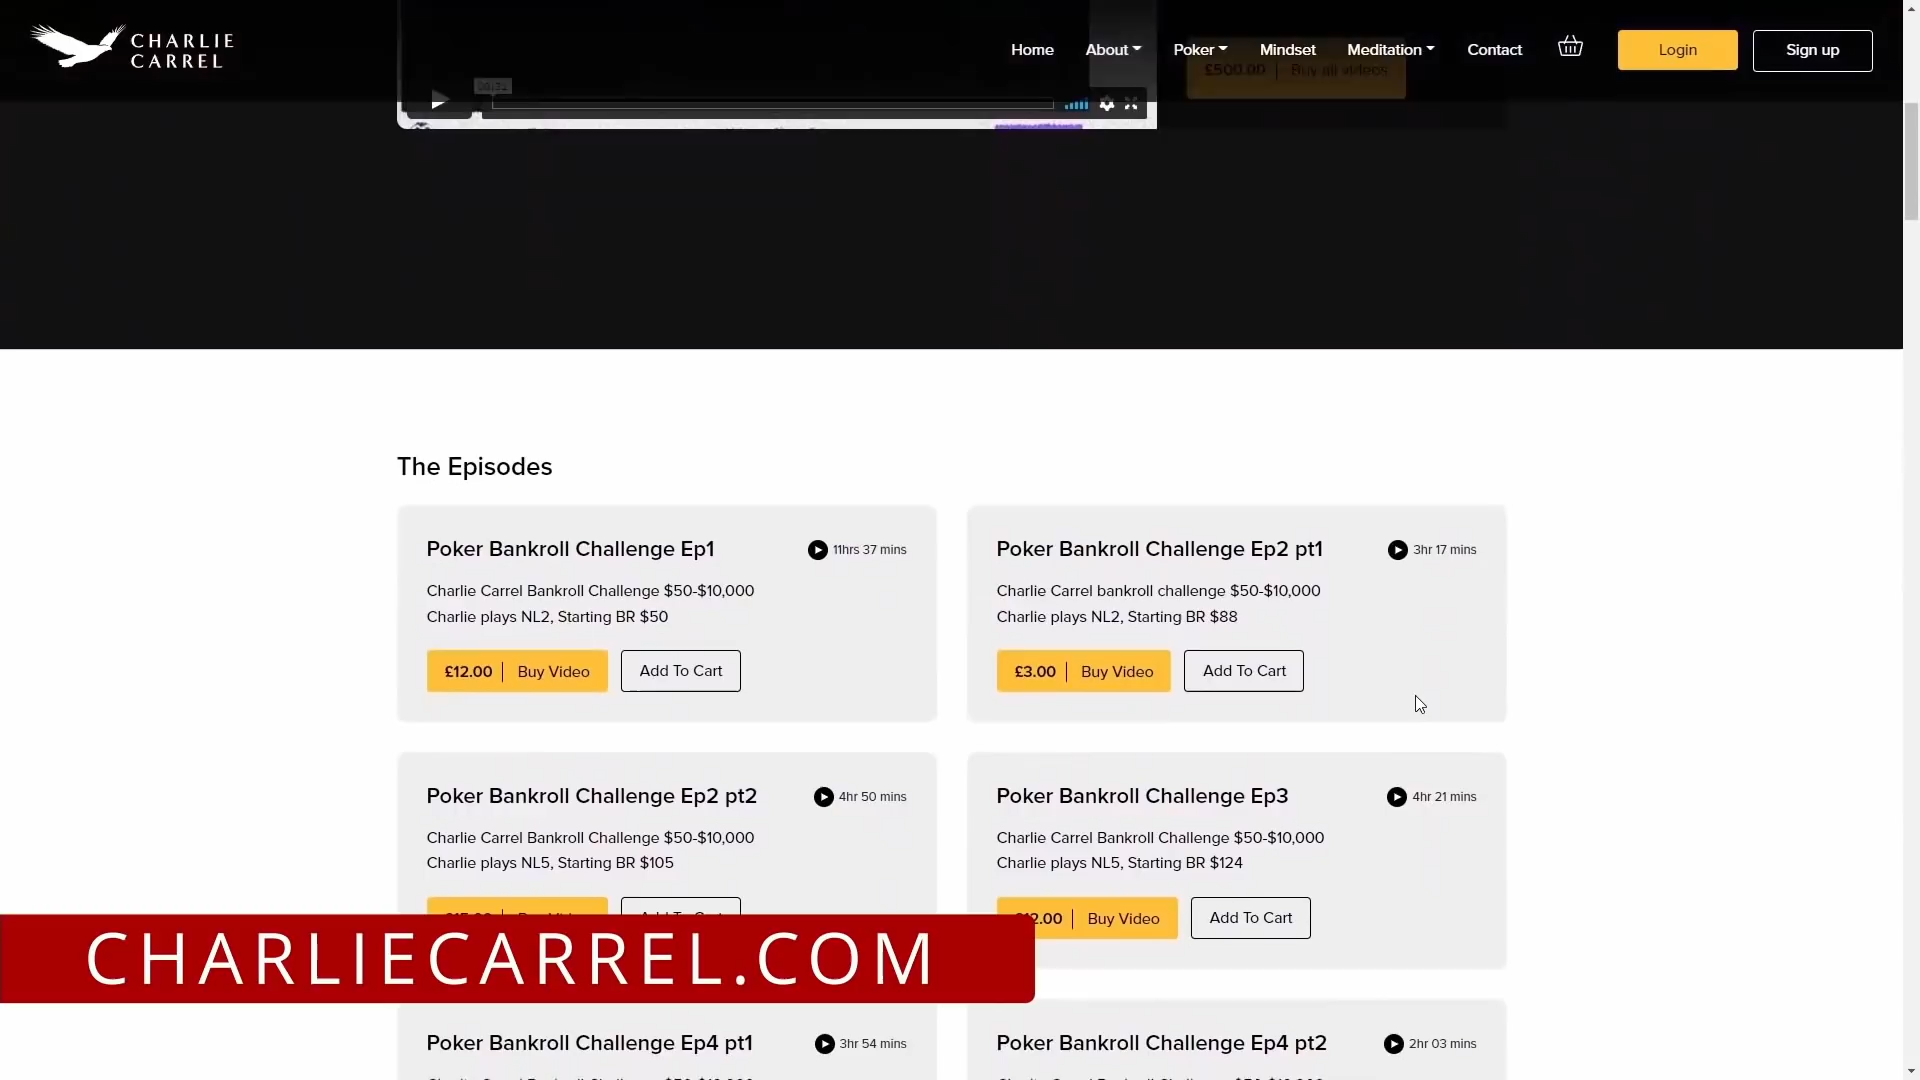 CHARLIE
CARREL
Home
About
Poker
Mindset
Meditation
Contact
Login
Sign up
£500.00 | Buy all videos
The Episodes
Poker Bankroll Challenge Ep1
11hrs 37 mins
Charlie Carrel Bankroll Challenge $50-$10,000
Charlie plays NL2, Starting BR $50
£12.00 | Buy Video
Add To Cart
Poker Bankroll Challenge Ep2 pt1
3hr 17 mins
Charlie Carrel bankroll challenge $50-$10,000
Charlie plays NL2, Starting BR $88
£3.00 | Buy Video
Add To Cart
Poker Bankroll Challenge Ep2 pt2
4hr 50 mins
Charlie Carrel Bankroll Challenge $50-$10,000
Charlie plays NL5, Starting BR $105
Poker Bankroll Challenge Ep3
4hr 21 mins
Charlie Carrel Bankroll Challenge $50-$10,000
Charlie plays NL5, Starting BR $124
Buy Video
Add To Cart
CHARLIECARREL.COM
Poker Bankroll Challenge Ep4 pt1
3hr 54 mins
Poker Bankroll Challenge Ep4 pt2
2hr 03 mins